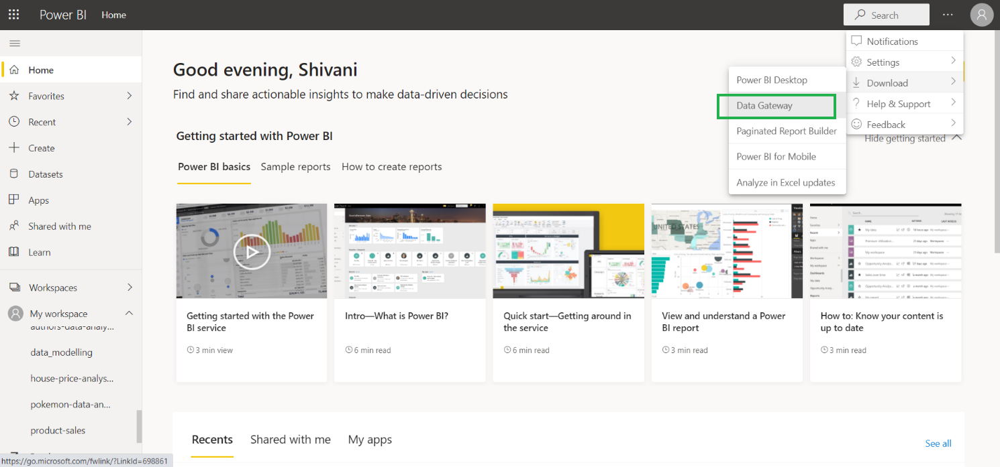 Power BI Home
Search
Home
Favorites
Recent
Create
Datasets
Apps
Shared with me
Learn
Workspaces
My workspace
authors-data-analy...
data_modelling
house-price-analys...
pokemon-data-an...
product-sales
https://go.microsoft.com/fwlink/?LinkId=698861
Good evening, Shivani
Find and share actionable insights to make data-driven decisions
Notifications
Settings
Download
Help & Support
Feedback
Power BI Desktop
Data Gateway
Paginated Report Builder
Power BI for Mobile
Analyze in Excel updates
Hide getting started
Getting started with Power BI
Power BI basics Sample reports How to create reports
UNITED STATES
Getting started with the Power
BI service
3 min view
Intro—What is Power BI?
6 min read
Quick start—Getting around in
the service
6 min read
View and understand a Power
BI report
3 min read
How to: Know your content is
up to date
3 min read
Recents Shared with me My apps
See all